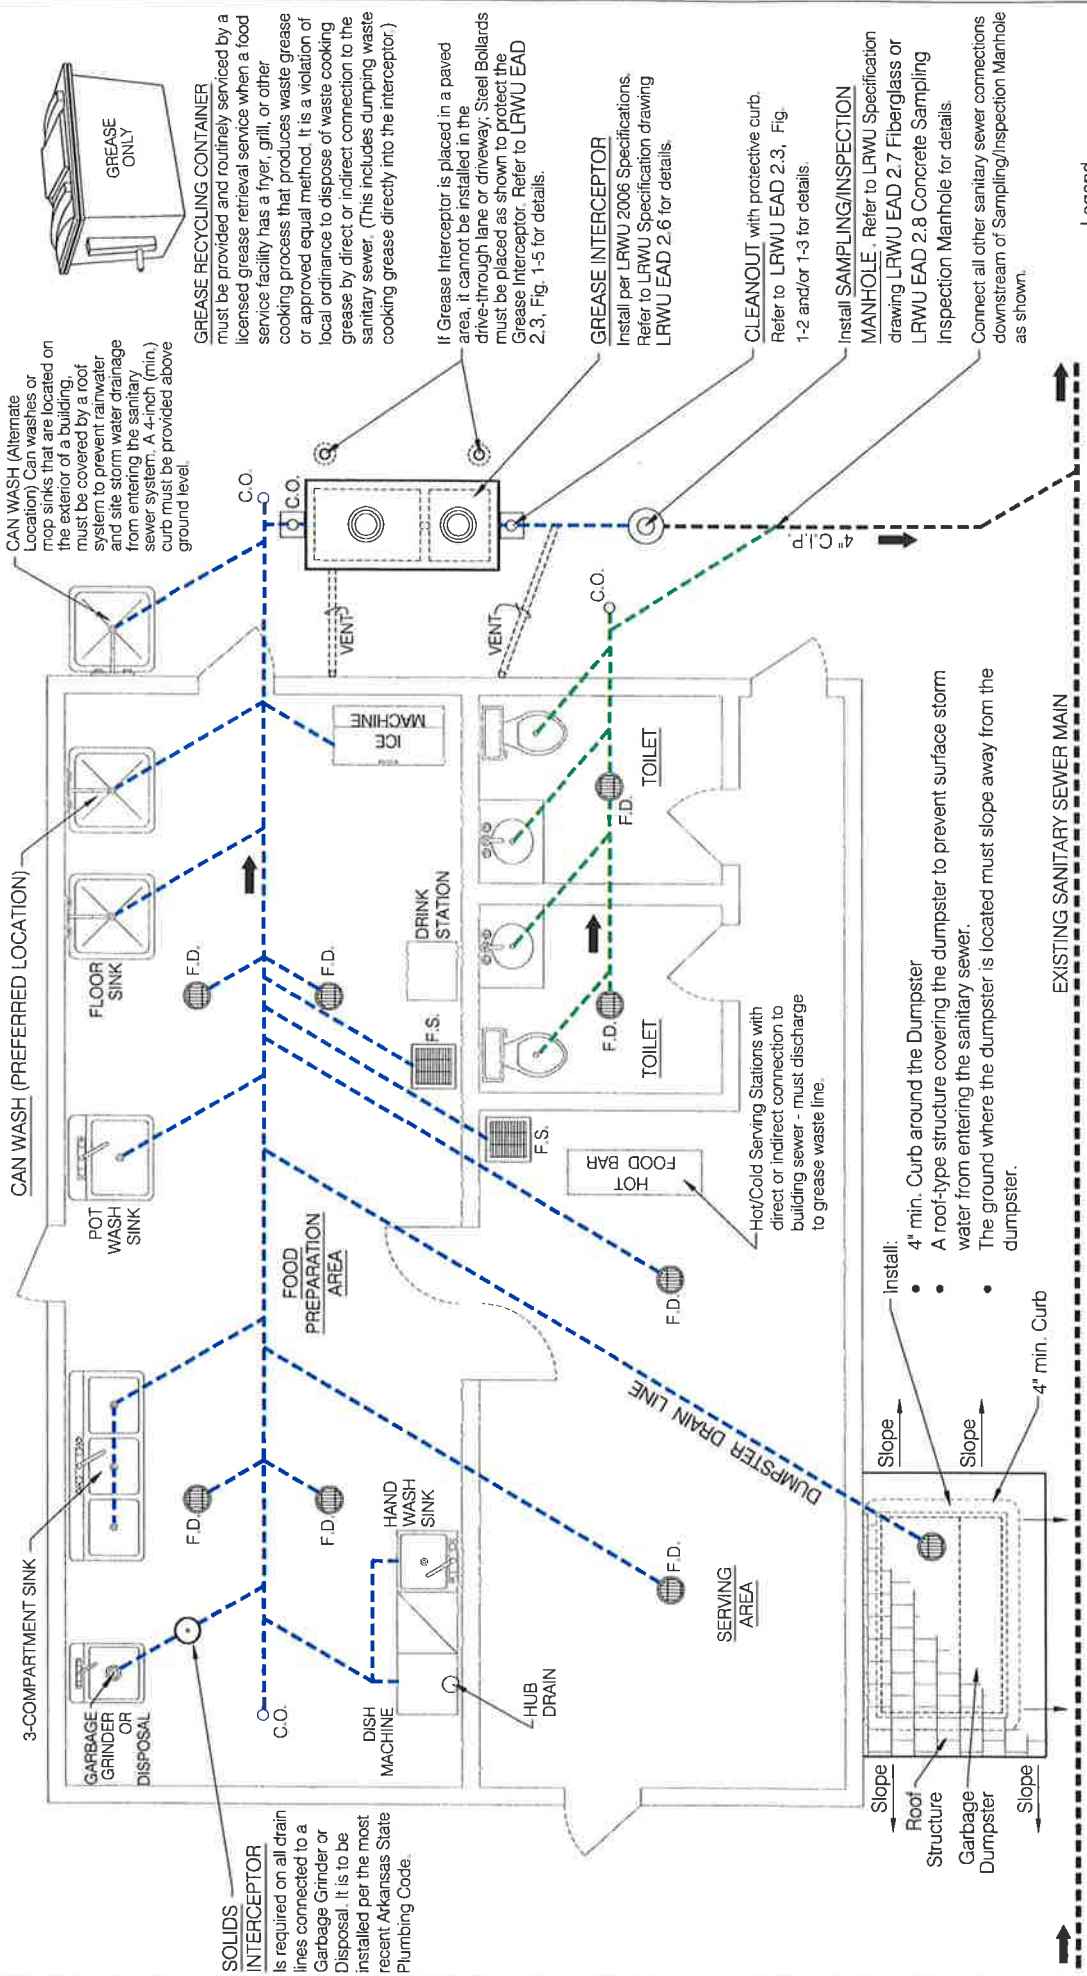 CAN WASH (PREFERRED LOCATION)
3-COMPARTMENT SINK
SOLIDS
INTERCEPTOR
Is required on all drain
lines connected to a
Garbage Grinder or
Disposal. It is to be
installed per the most
recent Arkansas State
Plumbing Code.
GARBAGE
GRINDER
OR
DISPOSAL
POT
WASH
SINK
FLOOR
SINK
CAN WASH (Alternate
Location) Can washes or
mop sinks that are located on
the exterior of a building,
must be covered by a roof
system to prevent rainwater
and site storm water drainage
from entering the sanitary
sewer system. A 4-inch (min.)
curb must be provided above
ground level.
GREASE
ONLY
GREASE RECYCLING CONTAINER
must be provided and routinely serviced by a
licensed grease retrieval service when a food
service facility has a fryer, grill, or other
cooking process that produces waste grease
or approved equal method. It is a violation of
local ordinance to dispose of waste cooking
grease by direct or indirect connection to the
sanitary sewer. (This includes dumping waste
cooking grease directly into the interceptor.)
If Grease Interceptor is placed in a paved
area, it cannot be installed in the
drive-through lane or driveway; Steel Bollards
must be placed as shown to protect the
Grease Interceptor. Refer to LRWU EAD
2.3, Fig. 1-5 for details.
GREASE INTERCEPTOR
Install per LRWU 2006 Specifications.
Refer to LRWU Specification drawing
LRWU EAD 2.6 for details.
CLEANOUT with protective curb.
Refer to LRWU EAD 2.3, Fig.
1-2 and/or 1-3 for details.
Install SAMPLING/INSPECTION
MANHOLE. Refer to LRWU Specification
drawing LRWU EAD 2.7 Fiberglass or
LRWU EAD 2.8 Concrete Sampling
Inspection Manhole for details.
Connect all other sanitary sewer connections
downstream of Sampling/Inspection Manhole
as shown.
Legend
F.D.
F.D.
F.D.
F.D.
C.O.
C.O.
C.O.
FOOD
PREPARATION
AREA
DISH
MACHINE
HAND
WASH
SINK
HUB
DRAIN
F.S.
DRINK
STATION
ICE
MACHINE
VENT
VENT
F.S.
HOT
FOOD BAR
Hot/Cold Serving Stations with
direct or indirect connection to
building sewer - must discharge
to grease waste line.
TOILET
F.D.
TOILET
F.D.
C.O.
4" C.I.P.
SERVING
AREA
F.D.
F.D.
DUMPSTER DRAIN LINE
Install:
• 4" min. Curb around the Dumpster
• A roof-type structure covering the dumpster to prevent surface storm
water from entering the sanitary sewer.
• The ground where the dumpster is located must slope away from the
dumpster.
Slope
Slope
4" min. Curb
Slope
Roof
Structure
Garbage
Dumpster
Slope
EXISTING SANITARY SEWER MAIN